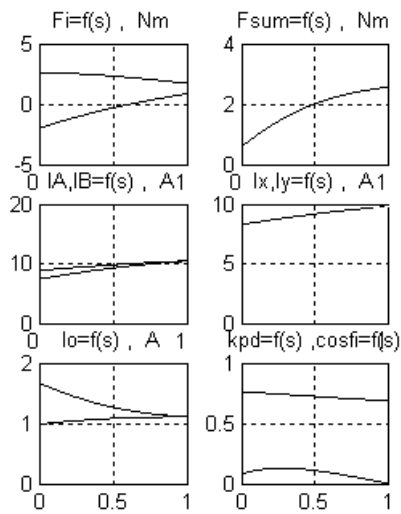 Fi=f(s) , Nm
Fsum=f(s) , Nm
5
0
-5
4
2
0
0 IA,IB=f(s) , A 1
0 Ix,Iy=f(s) , A 1
20
10
0
10
5
0
0 Io=f(s) , A 1
kpd=f(s) ,cosfi=f(s)
2
1
0
1
0.5
0
0 0.5 1
0 0.5 1